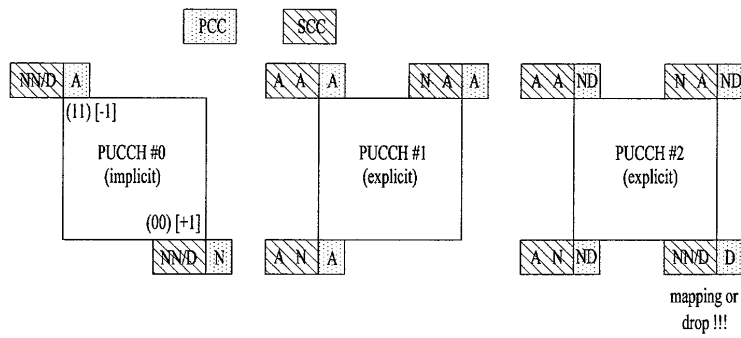 PCC SCC
NN/D A
A A A N A A
A A ND N A ND
(11) [-1]
PUCCH #0
(implicit)
PUCCH #1
(explicit)
PUCCH #2
(explicit)
(00) [+1]
NN/D N
A N A
A N ND NN/D D
mapping or
drop !!!